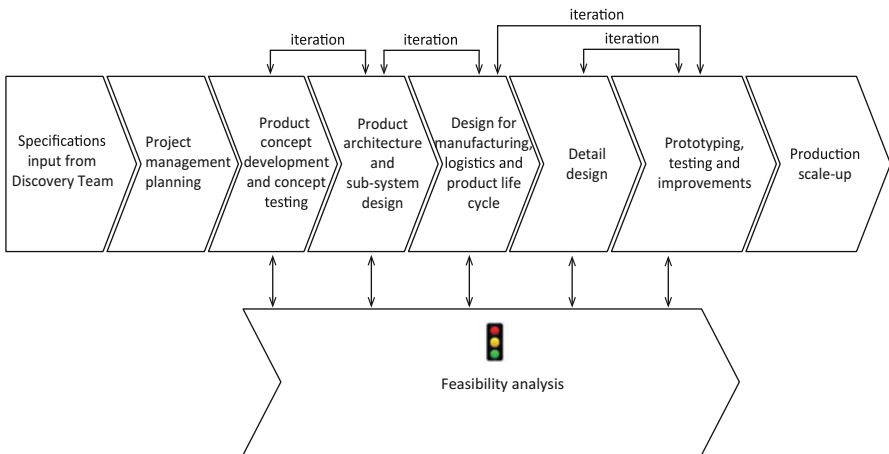 iteration
iteration
iteration
iteration
Specifications
input from
Discovery Team
Project
management
planning
Product
concept
development
and concept
testing
Product
architecture
and
sub-system
design
Design for
manufacturing,
logistics and
product life
cycle
Detail
design
Prototyping,
testing and
improvements
Production
scale-up
Feasibility analysis